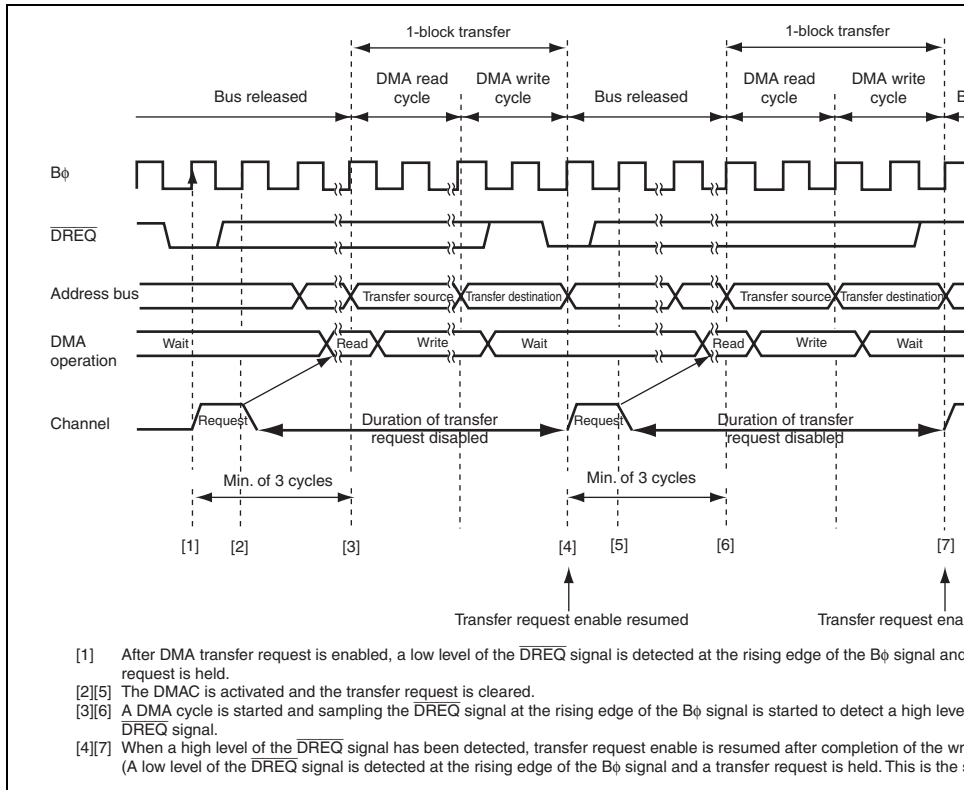 1-block transfer 1-block transfer
DMA read DMA write DMA read DMA write
Bus released cycle cycle Bus released cycle cycle B
Bϕ
DREQ
Address bus Transfer source Transfer destination Transfer source Transfer destination
DMA
operation
Wait Read Write Wait Read Write Wait
Channel Request Duration of transfer Request Duration of transfer
request disabled request disabled
Min. of 3 cycles Min. of 3 cycles
[1] [2] [3] [4] [5] [6] [7]
Transfer request enable resumed Transfer request ena
[1] After DMA transfer request is enabled, a low level of the DREQ signal is detected at the rising edge of the Bϕ signal and
request is held.
[2][5] The DMAC is activated and the transfer request is cleared.
[3][6] A DMA cycle is started and sampling the DREQ signal at the rising edge of the Bϕ signal is started to detect a high leve
DREQ signal.
[4][7] When a high level of the DREQ signal has been detected, transfer request enable is resumed after completion of the wr
(A low level of the DREQ signal is detected at the rising edge of the Bϕ signal and a transfer request is held. This is the s